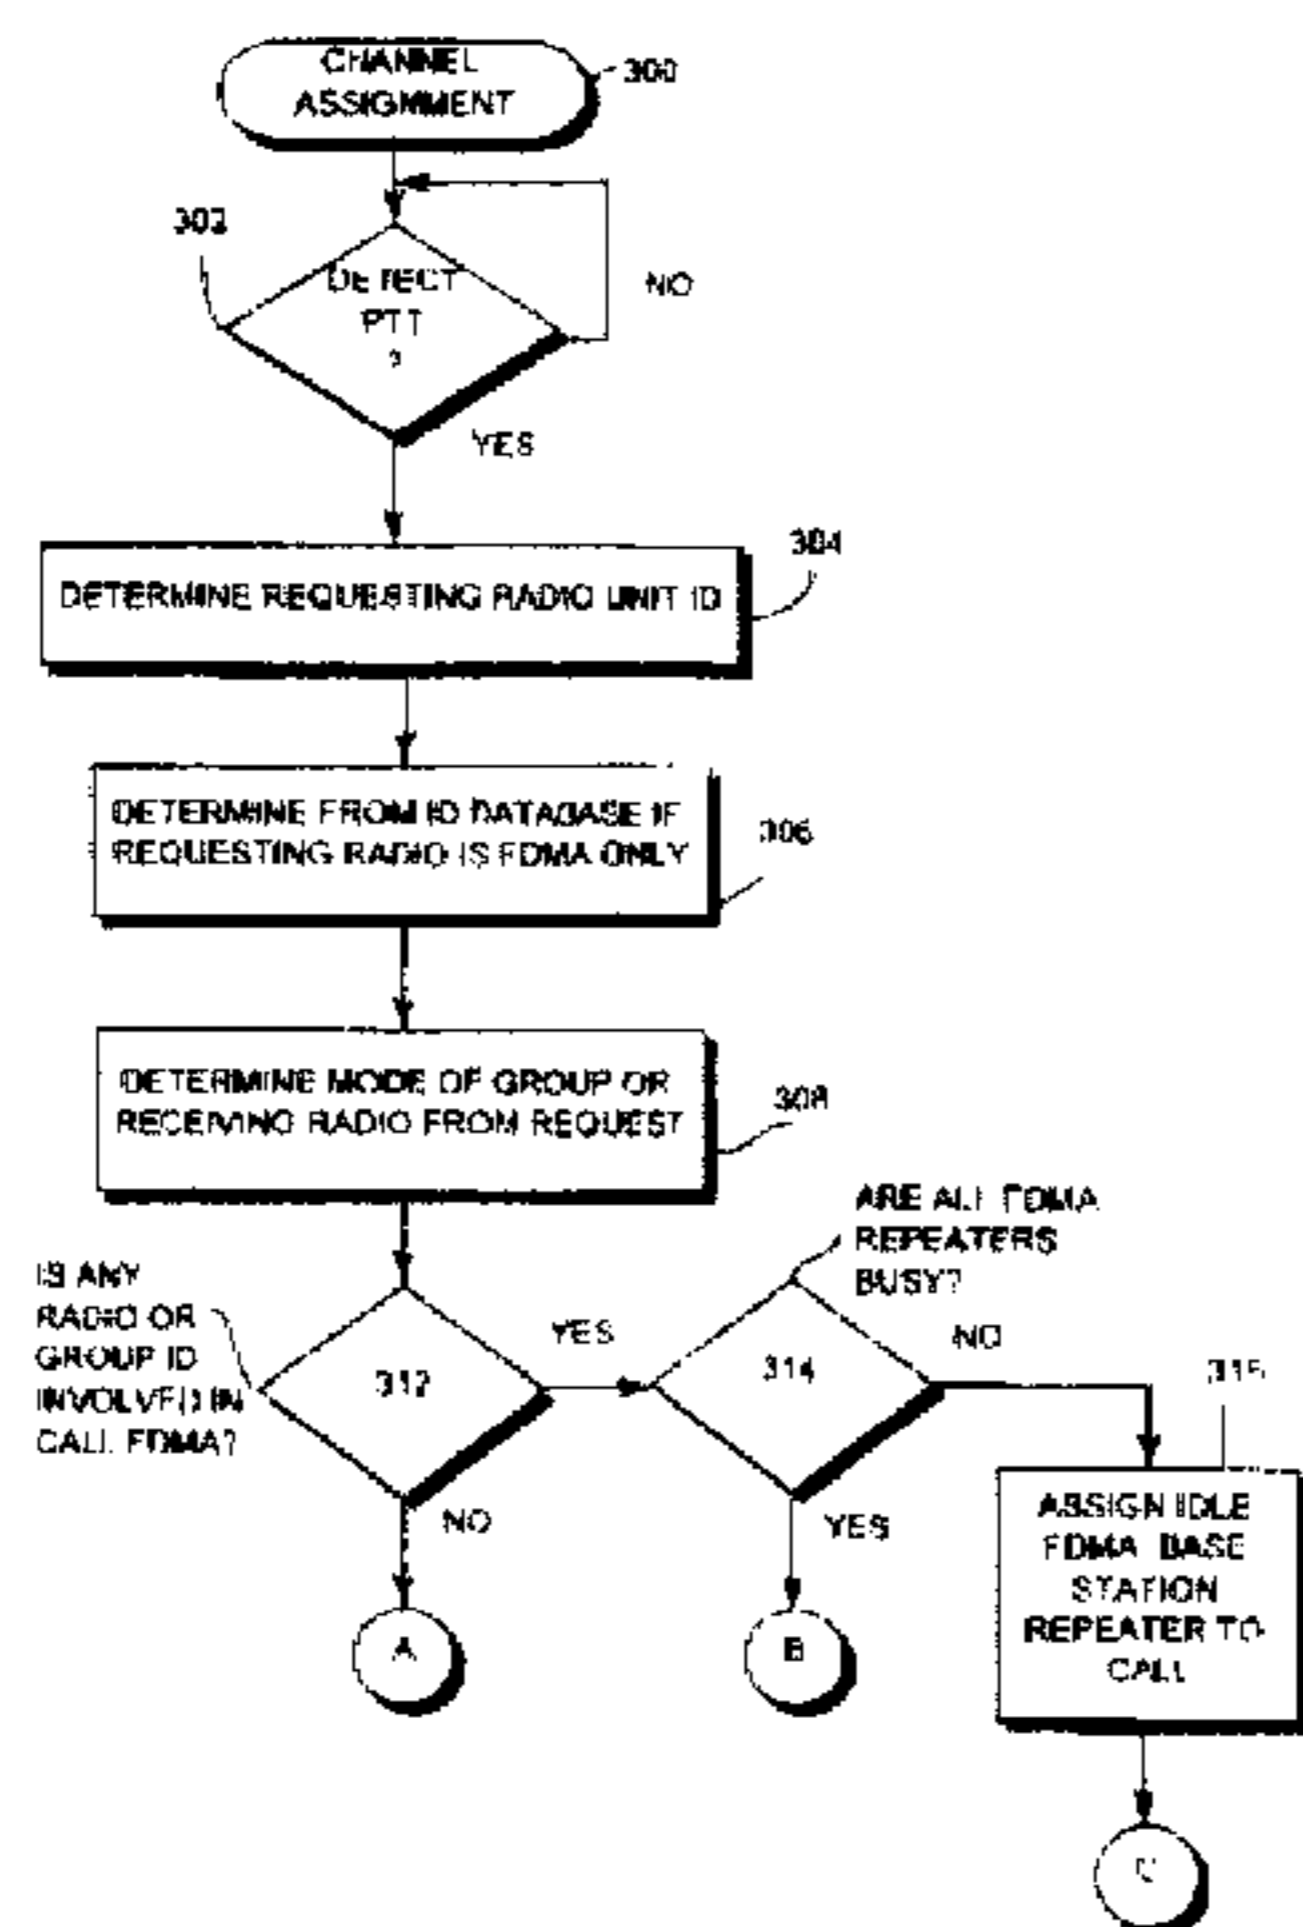 CHANNEL
ASSIGNMENT
300
302
DETECT
PTT
?
NO
YES
304
DETERMINE REQUESTING RADIO UNIT ID
DETERMINE FROM ID DATABASE IF
REQUESTING RADIO IS FDMA ONLY
306
DETERMINE MODE OF GROUP OR
RECEIVING RADIO FROM REQUEST
308
IS ANY
RADIO OR
GROUP ID
INVOLVED IN
CALL FDMA?
312
YES
NO
A
ARE ALL FDMA
REPEATERS
BUSY?
314
NO
YES
B
ASSIGN IDLE
FDMA BASE
STATION
REPEATER TO
CALL
C